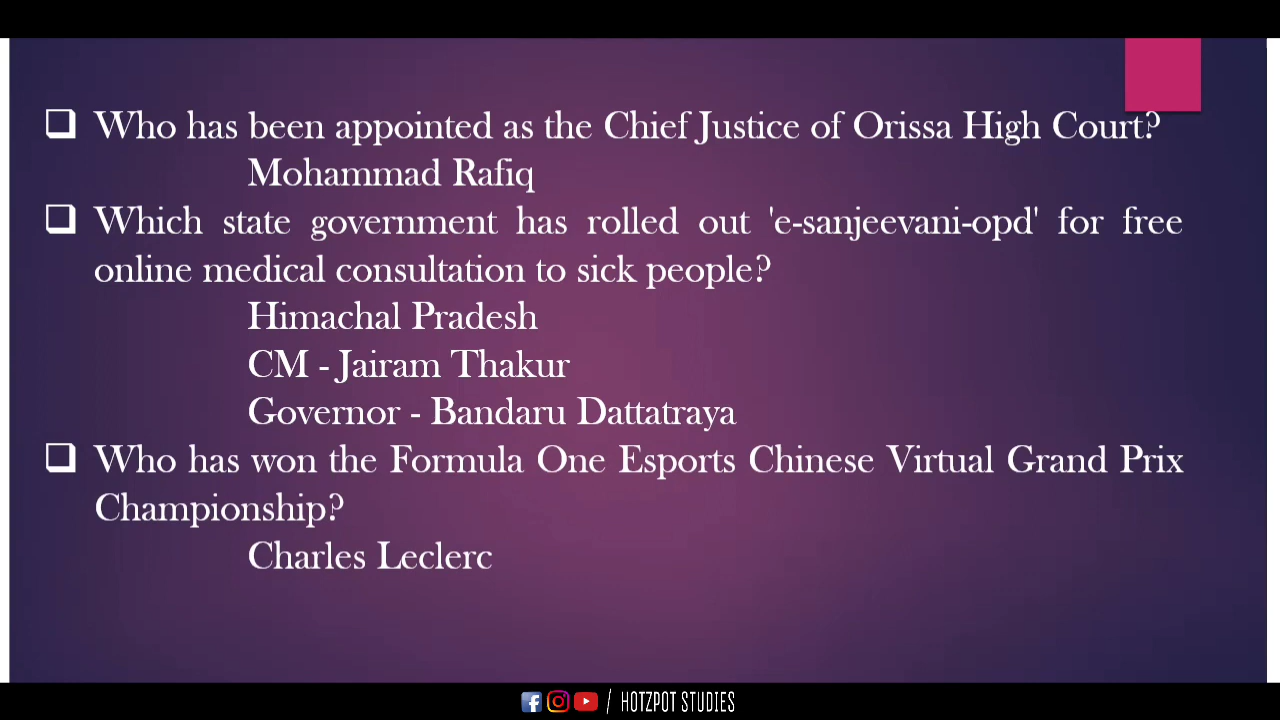 Who has been appointed as the Chief Justice of Orissa High Court?
Mohammad Rafiq
Which state government has rolled out 'e-sanjeevani-opd' for free
online medical consultation to sick people?
Himachal Pradesh
CM - Jairam Thakur
Governor - Bandaru Dattatraya
Who has won the Formula One Esports Chinese Virtual Grand Prix
Championship?
Charles Leclerc
/ HOTZPOT STUDIES